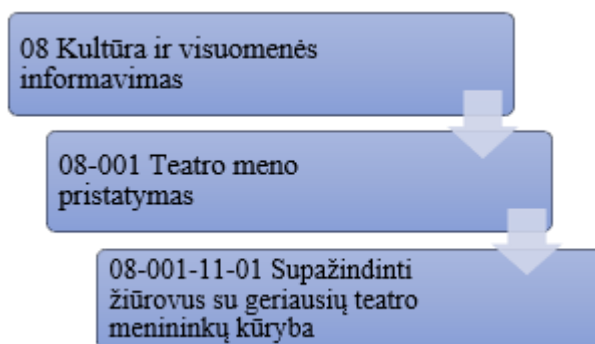 08 Kultūra ir visuomenės
informavimas
08-001 Teatro meno
pristatymas
08-001-11-01 Supažindinti
žiūrovus su geriausių teatro
menininkų kūryba